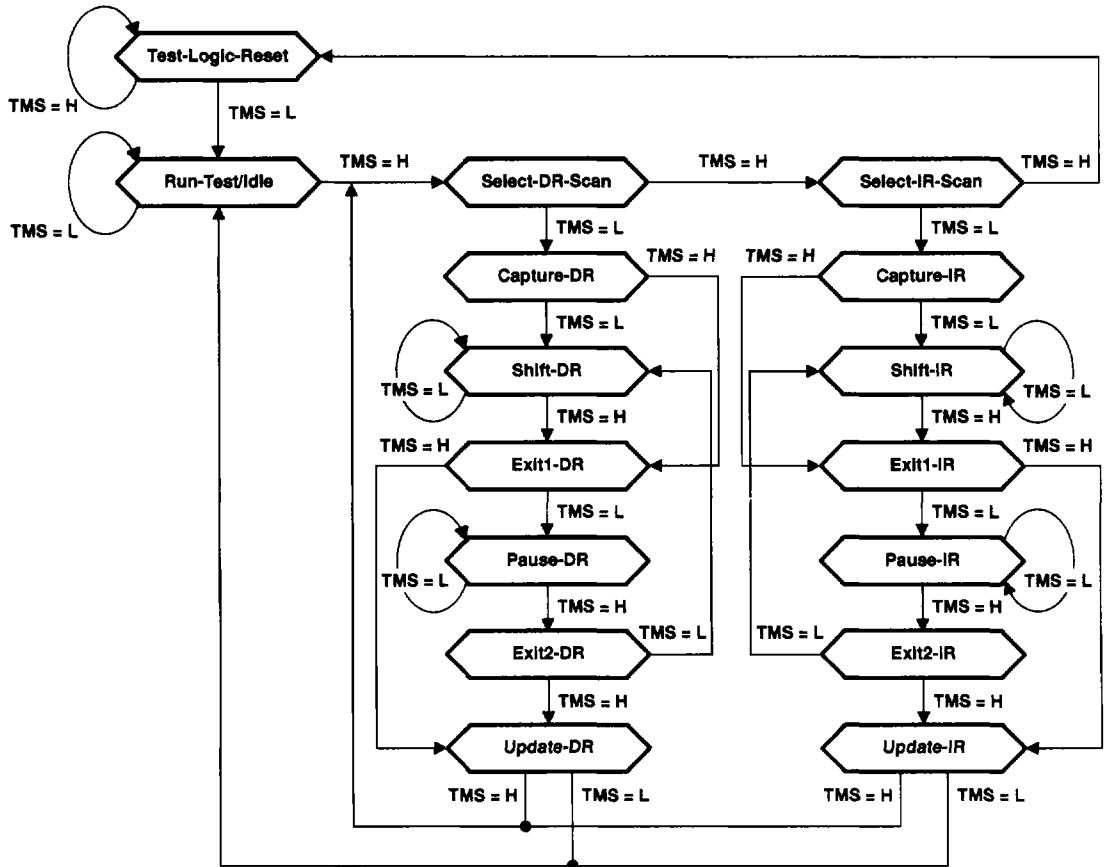 Test-Logic-Reset
TMS = H
TMS = L
TMS = H
TMS = H
TMS = H
Run-Test/Idle
Select-DR-Scan
Select-IR-Scan
TMS = L
TMS = L
TMS = L
TMS = H
TMS = H
Capture-DR
Capture-IR
TMS = L
TMS = L
Shift-DR
Shift-IR
TMS = L
TMS = L
TMS = H
TMS = H
TMS = H
TMS = H
Exit1-DR
Exit1-IR
TMS = L
TMS = L
Pause-DR
Pause-IR
TMS = L
TMS = L
TMS = H
TMS = H
TMS = L
TMS = L
Exit2-DR
Exit2-IR
TMS = H
TMS = H
Update-DR
Update-IR
TMS = H
TMS = L
TMS = H
TMS = L